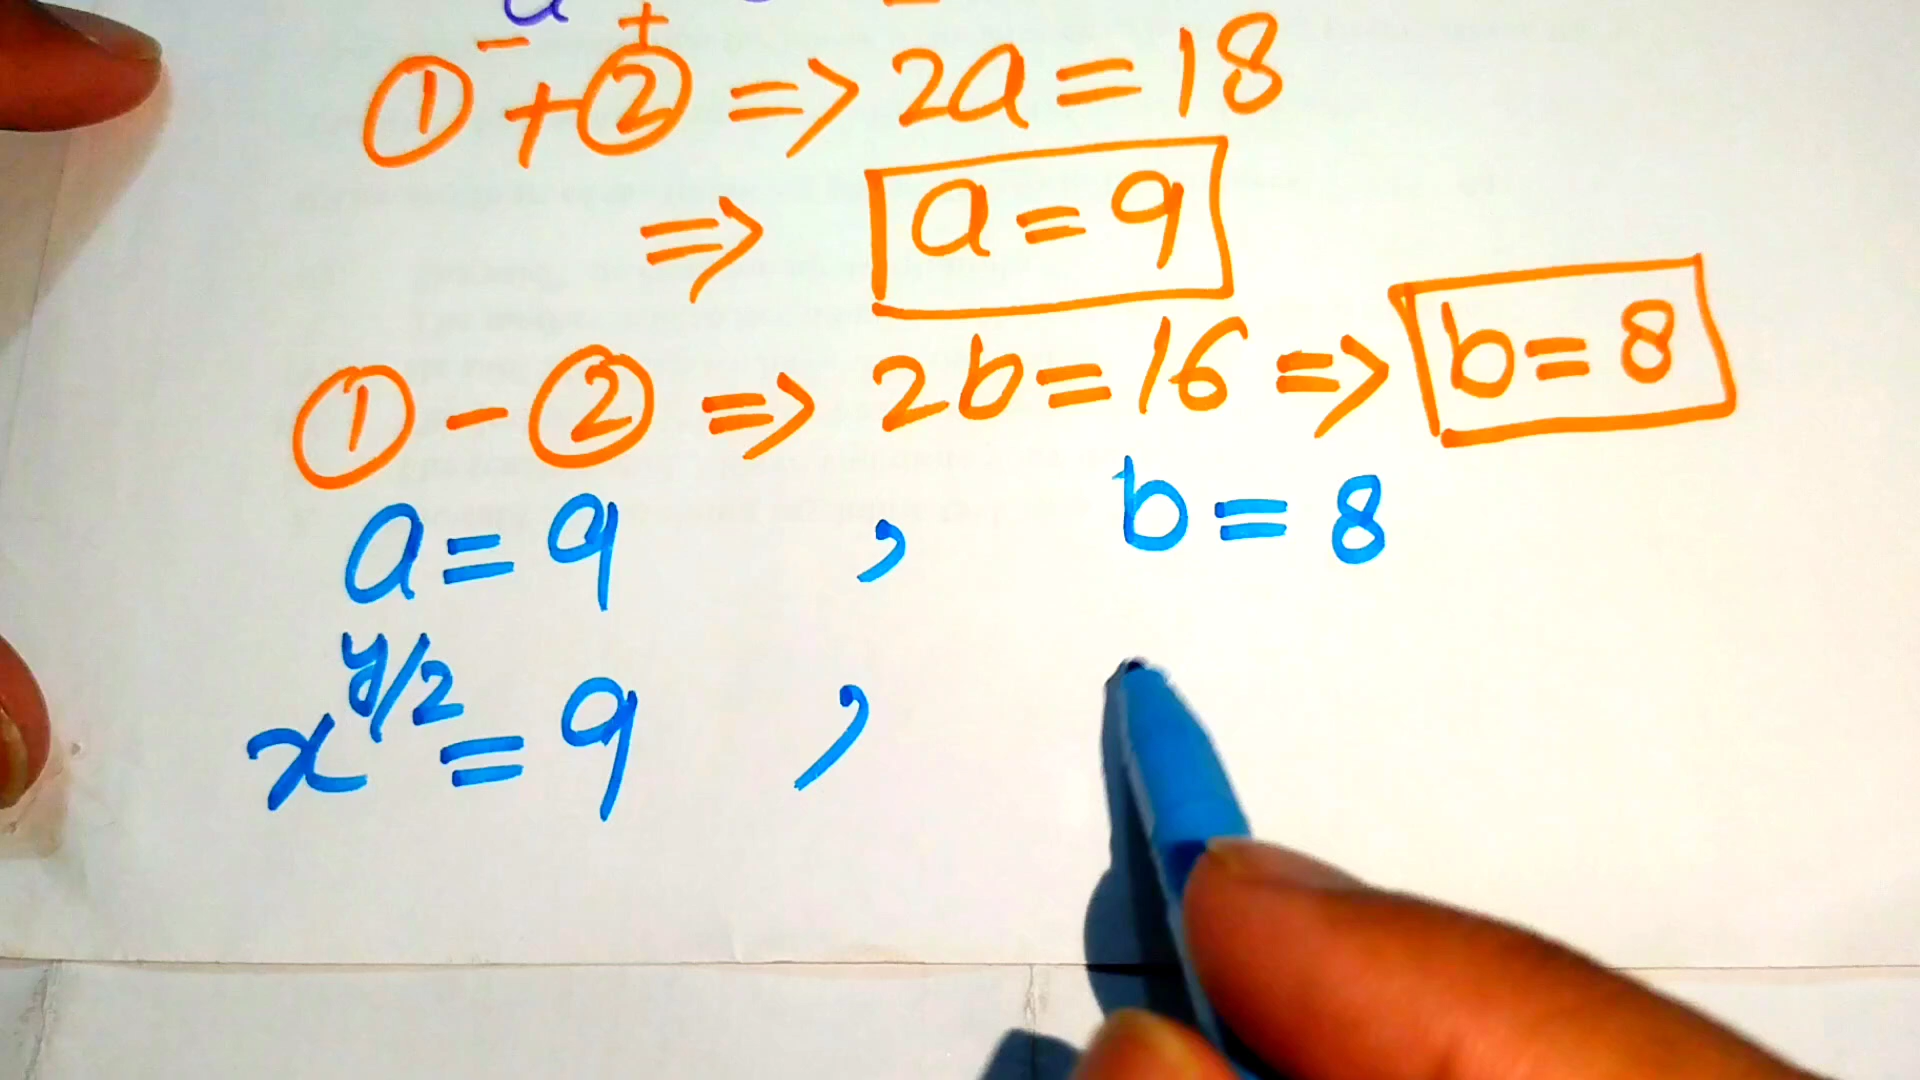 ① + ② => 2a = 18
=> a = 9
① - ② => 2b = 16 => b = 8
a = 9 , b = 8
x^y/2 = 9 ,